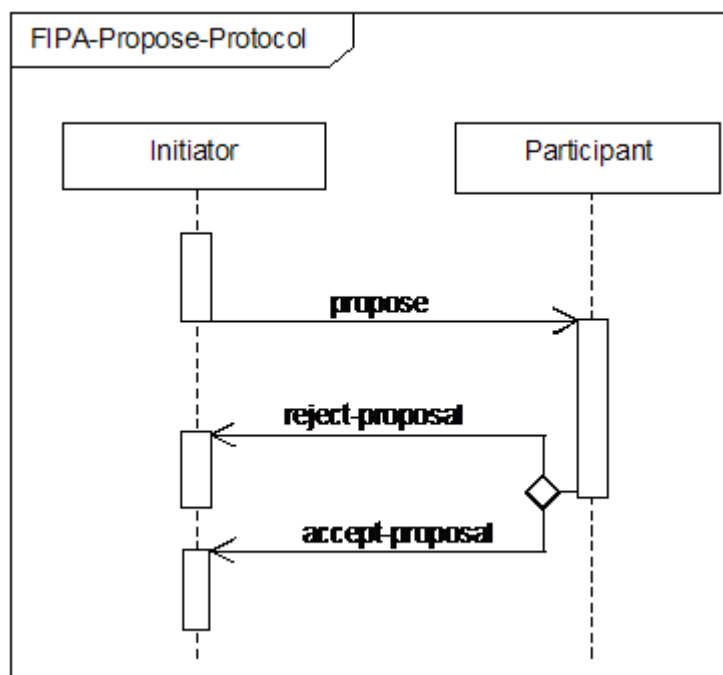 FIPA-Propose-Protocol
Initiator
Participant
propose
reject-proposal
accept-proposal